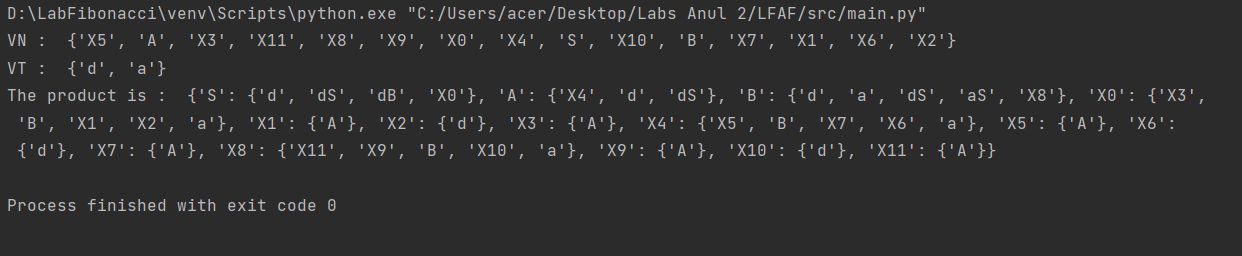 D:\LabFibonacci\venv\Scripts\python.exe "C:/Users/acer/Desktop/Labs Anul 2/LFAF/src/main.py"
VN :  {'X5', 'A', 'X3', 'X11', 'X8', 'X9', 'X0', 'X4', 'S', 'X10', 'B', 'X7', 'X1', 'X6', 'X2'}
VT :  {'d', 'a'}
The product is :  {'S': {'d', 'dS', 'dB', 'X0'}, 'A': {'X4', 'd', 'dS'}, 'B': {'d', 'a', 'dS', 'aS', 'X8'}, 'X0': {'X3',
'B', 'X1', 'X2', 'a'}, 'X1': {'A'}, 'X2': {'d'}, 'X3': {'A'}, 'X4': {'X5', 'B', 'X7', 'X6', 'a'}, 'X5': {'A'}, 'X6':
{'d'}, 'X7': {'A'}, 'X8': {'X11', 'X9', 'B', 'X10', 'a'}, 'X9': {'A'}, 'X10': {'d'}, 'X11': {'A'}}
Process finished with exit code 0